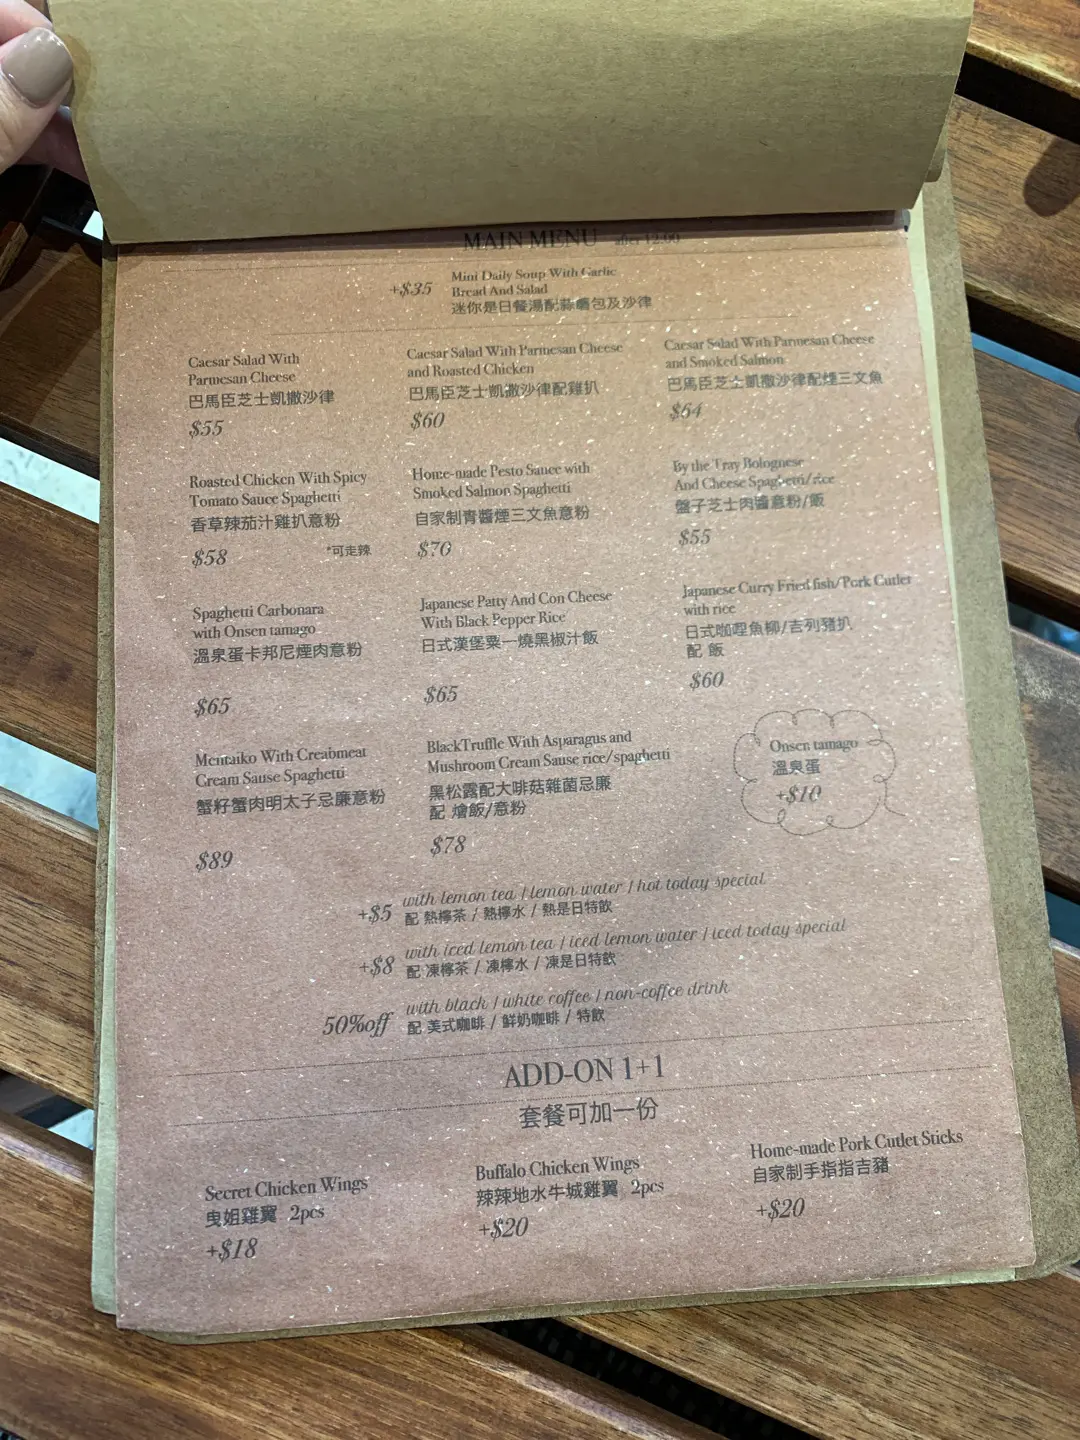 MAIN MENU after 12:00
+$35
Mini Daily Soup With Garlic
Bread And Salad
迷你是日餐湯配蒜蓉包及沙律
Caesar Salad With
Parmesan Cheese
巴馬臣芝士凱撒沙律
$55
Caesar Salad With Parmesan Cheese
and Roasted Chicken
巴馬臣芝士凱撒沙律配雞扒
$60
Caesar Salad With Parmesan Cheese
and Smoked Salmon
巴馬臣芝士凱撒沙律配煙三文魚
$64
Roasted Chicken With Spicy
Tomato Sauce Spaghetti
香草辣茄汁雞扒意粉
$58
*可走辣
Home-made Pesto Sauce with
Smoked Salmon Spaghetti
自家制青醬煙三文魚意粉
$70
By the Tray Bolognese
And Cheese Spaghetti/rice
盤子芝士肉醬意粉/飯
$55
Spaghetti Carbonara
with Onsen tamago
溫泉蛋卡邦尼煙肉意粉
$65
Japanese Patty And Con Cheese
With Black Pepper Rice
日式漢堡粟一燒黑椒汁飯
$65
Japanese Curry Fried fish/Pork Cutlet
with rice
日式咖哩魚柳/吉列豬扒
配 飯
$60
Mentaiko With Creabmeat
Cream Sause Spaghetti
蟹籽蟹肉明太子忌廉意粉
$89
BlackTruffle With Asparagus and
Mushroom Cream Sause rice/spaghetti
黑松露配大啡菇雜菌忌廉
配 燴飯/意粉
$78
Onsen tamago
溫泉蛋
+$10
+$5 with lemon tea / lemon water / hot today special
配 熱檸茶 / 熱檸水 / 熱是日特飲
+$8 with iced lemon tea / iced lemon water / iced today special
配 凍檸茶 / 凍檸水 / 凍是日特飲
50%off with black / white coffee / non-coffee drink
配 美式咖啡 / 鮮奶咖啡 / 特飲
ADD-ON 1+1
套餐可加一份
Secret Chicken Wings
曳姐雞翼 2pcs
+$18
Buffalo Chicken Wings
辣辣地水牛城雞翼 2pcs
+$20
Home-made Pork Cutlet Sticks
自家制手指指吉豬
+$20